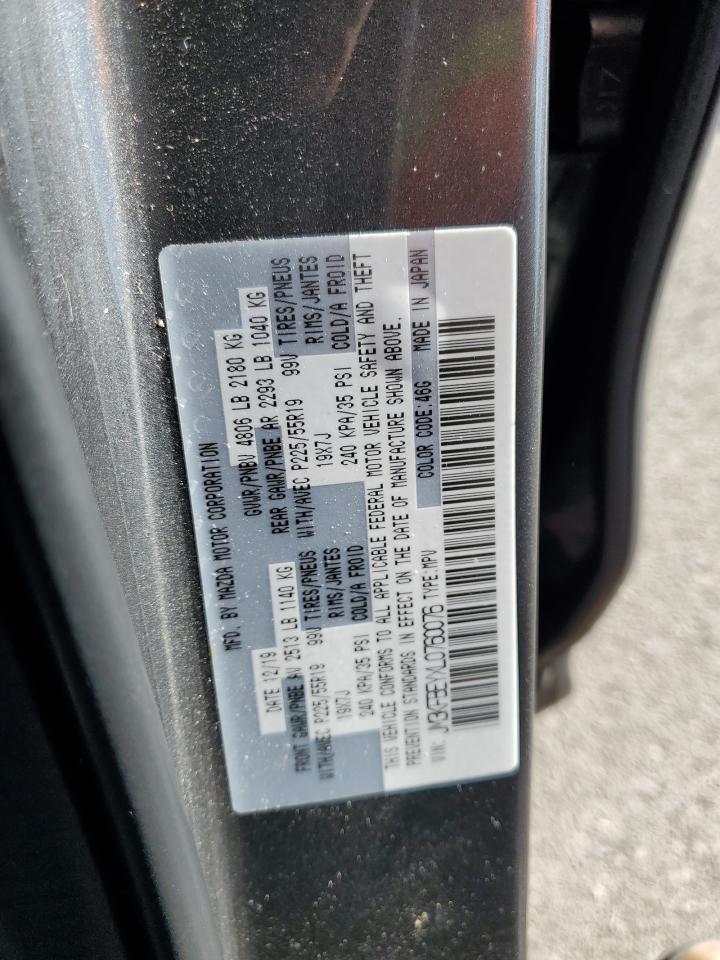 MFD. BY MAZDA MOTOR CORPORATION
DATE 12/19 GVWR/PNBV 4806 LB 2180 KG
FRONT GAWR/PNBE AV 2513 LB 1140 KG REAR GAWR/PNBE AR 2293 LB 1040 KG
WITH/AVEC P225/55R19 99V TIRES/PNEUS WITH/AVEC P225/55R19 99V TIRES/PNEUS
19X7J RIMS/JANTES 19X7J RIMS/JANTES
240 KPA/35 PSI COLD/A FROID 240 KPA/35 PSI COLD/A FROID
THIS VEHICLE CONFORMS TO ALL APPLICABLE FEDERAL MOTOR VEHICLE SAFETY AND THEFT
PREVENTION STANDARDS IN EFFECT ON THE DATE OF MANUFACTURE SHOWN ABOVE.
COLOR CODE:46G MADE IN JAPAN
VIN: TYPE:MPV